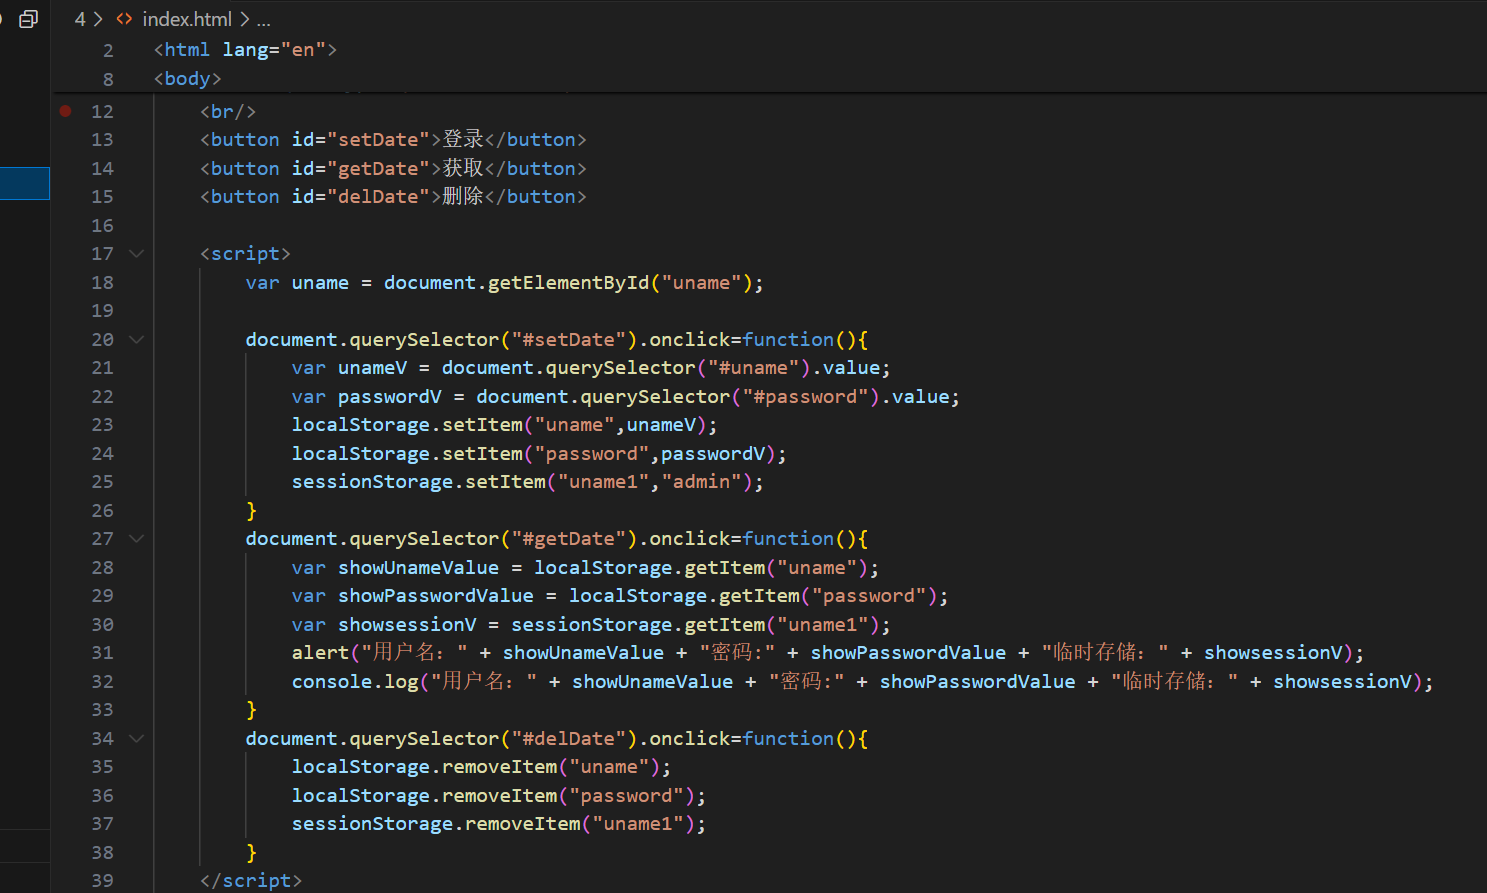 4 > <> index.html > ...
2 <html lang="en">
8 <body>
12 <br/>
13 <button id="setDate">登录</button>
14 <button id="getDate">获取</button>
15 <button id="delDate">删除</button>
16
17 <script>
18 var uname = document.getElementById("uname");
19
20 document.querySelector("#setDate").onclick=function(){
21 var unameV = document.querySelector("#uname").value;
22 var passwordV = document.querySelector("#password").value;
23 localStorage.setItem("uname",unameV);
24 localStorage.setItem("password",passwordV);
25 sessionStorage.setItem("uname1","admin");
26 }
27 document.querySelector("#getDate").onclick=function(){
28 var showUnameValue = localStorage.getItem("uname");
29 var showPasswordValue = localStorage.getItem("password");
30 var showsessionV = sessionStorage.getItem("uname1");
31 alert("用户名：" + showUnameValue + "密码:" + showPasswordValue + "临时存储：" + showsessionV);
32 console.log("用户名：" + showUnameValue + "密码:" + showPasswordValue + "临时存储：" + showsessionV);
33 }
34 document.querySelector("#delDate").onclick=function(){
35 localStorage.removeItem("uname");
36 localStorage.removeItem("password");
37 sessionStorage.removeItem("uname1");
38 }
39 </script>